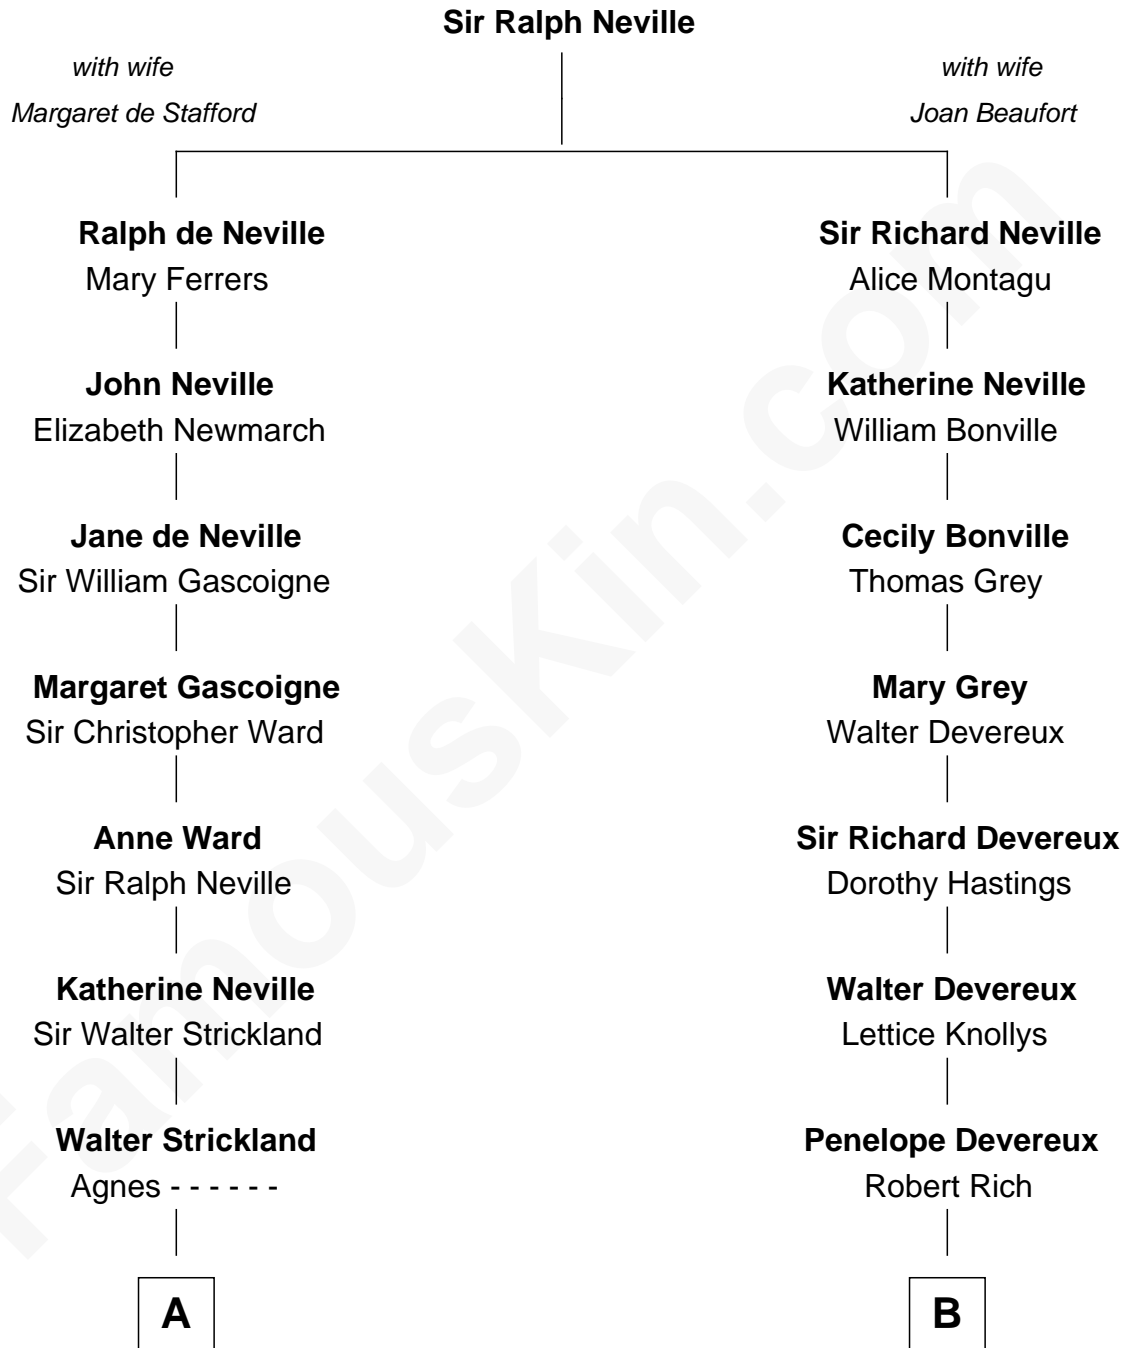 Sir Ralph Neville
with wife
Margaret de Stafford
with wife
Joan Beaufort
Ralph de Neville
Mary Ferrers
Sir Richard Neville
Alice Montagu
John Neville
Elizabeth Newmarch
Katherine Neville
William Bonville
Jane de Neville
Sir William Gascoigne
Cecily Bonville
Thomas Grey
Margaret Gascoigne
Sir Christopher Ward
Mary Grey
Walter Devereux
Anne Ward
Sir Ralph Neville
Sir Richard Devereux
Dorothy Hastings
Katherine Neville
Sir Walter Strickland
Walter Devereux
Lettice Knollys
Walter Strickland
Agnes - - - - - -
Penelope Devereux
Robert Rich
A
B
FamousKin.com